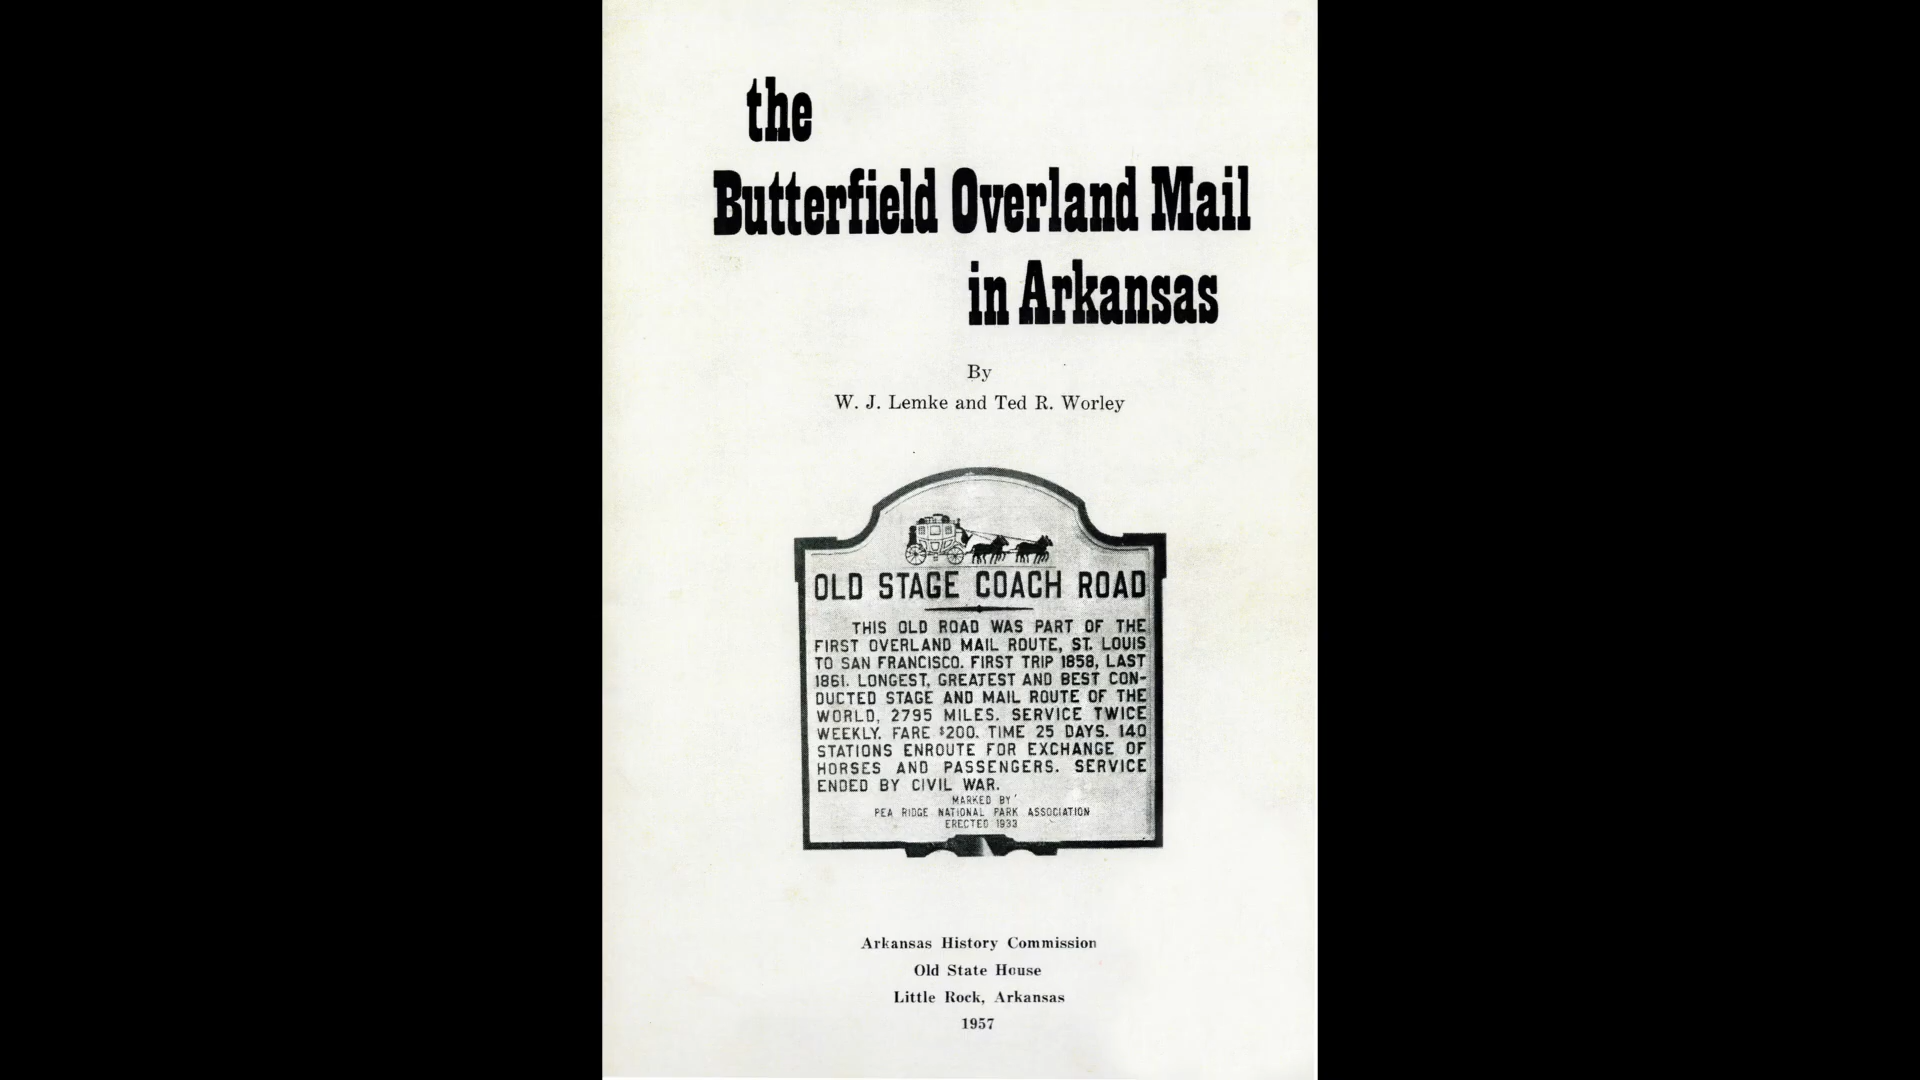 the
Butterfield Overland Mail
in Arkansas
By
W. J. Lemke and Ted R. Worley
OLD STAGE COACH ROAD
THIS OLD ROAD WAS PART OF THE
FIRST OVERLAND MAIL ROUTE, ST. LOUIS
TO SAN FRANCISCO. FIRST TRIP 1858, LAST
1861. LONGEST, GREATEST AND BEST CON-
DUCTED STAGE AND MAIL ROUTE OF THE
WORLD, 2795 MILES. SERVICE TWICE
WEEKLY. FARE $200. TIME 25 DAYS. 140
STATIONS ENROUTE FOR EXCHANGE OF
HORSES AND PASSENGERS. SERVICE
ENDED BY CIVIL WAR.
MARKED BY
PEA RIDGE NATIONAL PARK ASSOCIATION
ERECTED 1933
Arkansas History Commission
Old State House
Little Rock, Arkansas
1957